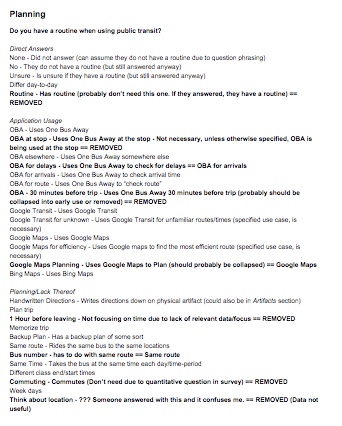 Planning
Do you have a routine when using public transit?
Direct Answers
None - Did not answer (can assume they do not have a routine due to question phrasing)
No - They do not have a routine (but still answered anyway)
Unsure - Is unsure if they have a routine (but still answered anyway)
Differ day-to-day
Routine - Has routine (probably don't need this one. If they answered, they have a routine) ==
REMOVED
Application Usage
OBA - Uses One Bus Away
OBA at stop - Uses One Bus Away at the stop - Not necessary, unless otherwise specified, OBA is
being used at the stop == REMOVED
OBA elsewhere - Uses One Bus Away somewhere else
OBA for delays - Uses One Bus Away to check for delays == OBA for arrivals
OBA for arrivals - Uses One Bus Away to check arrival time
OBA for route - Uses One Bus Away to "check route"
OBA - 30 minutes before trip - Uses One Bus Away 30 minutes before trip (probably should be
collapsed into early use or removed) == REMOVED
Google Transit - Uses Google Transit
Google Transit for unknown - Uses Google Transit for unfamiliar routes/times (specified use case, is
necessary)
Google Maps - Uses Google Maps
Google Maps for efficiency - Uses Google maps to find the most efficient route (specified use case, is
necessary)
Google Maps Planning - Uses Google Maps to Plan (should probably be collapsed) == Google Maps
Bing Maps - Uses Bing Maps
Planning/Lack Thereof
Handwritten Directions - Writes directions down on physical artifact (could also be in Artifacts section)
Plan trip
1 Hour before leaving - Not focusing on time due to lack of relevant data/focus == REMOVED
Memorize trip
Backup Plan - Has a backup plan of some sort
Same route - Rides the same bus to the same locations
Bus number - has to do with same route == Same route
Same Time - Takes the bus at the same time each day/time-period
Different class end/start times
Commuting - Commutes (Don't need due to quantitative question in survey) == REMOVED
Week days
Think about location - ??? Someone answered with this and it confuses me. == REMOVED (Data not
useful)